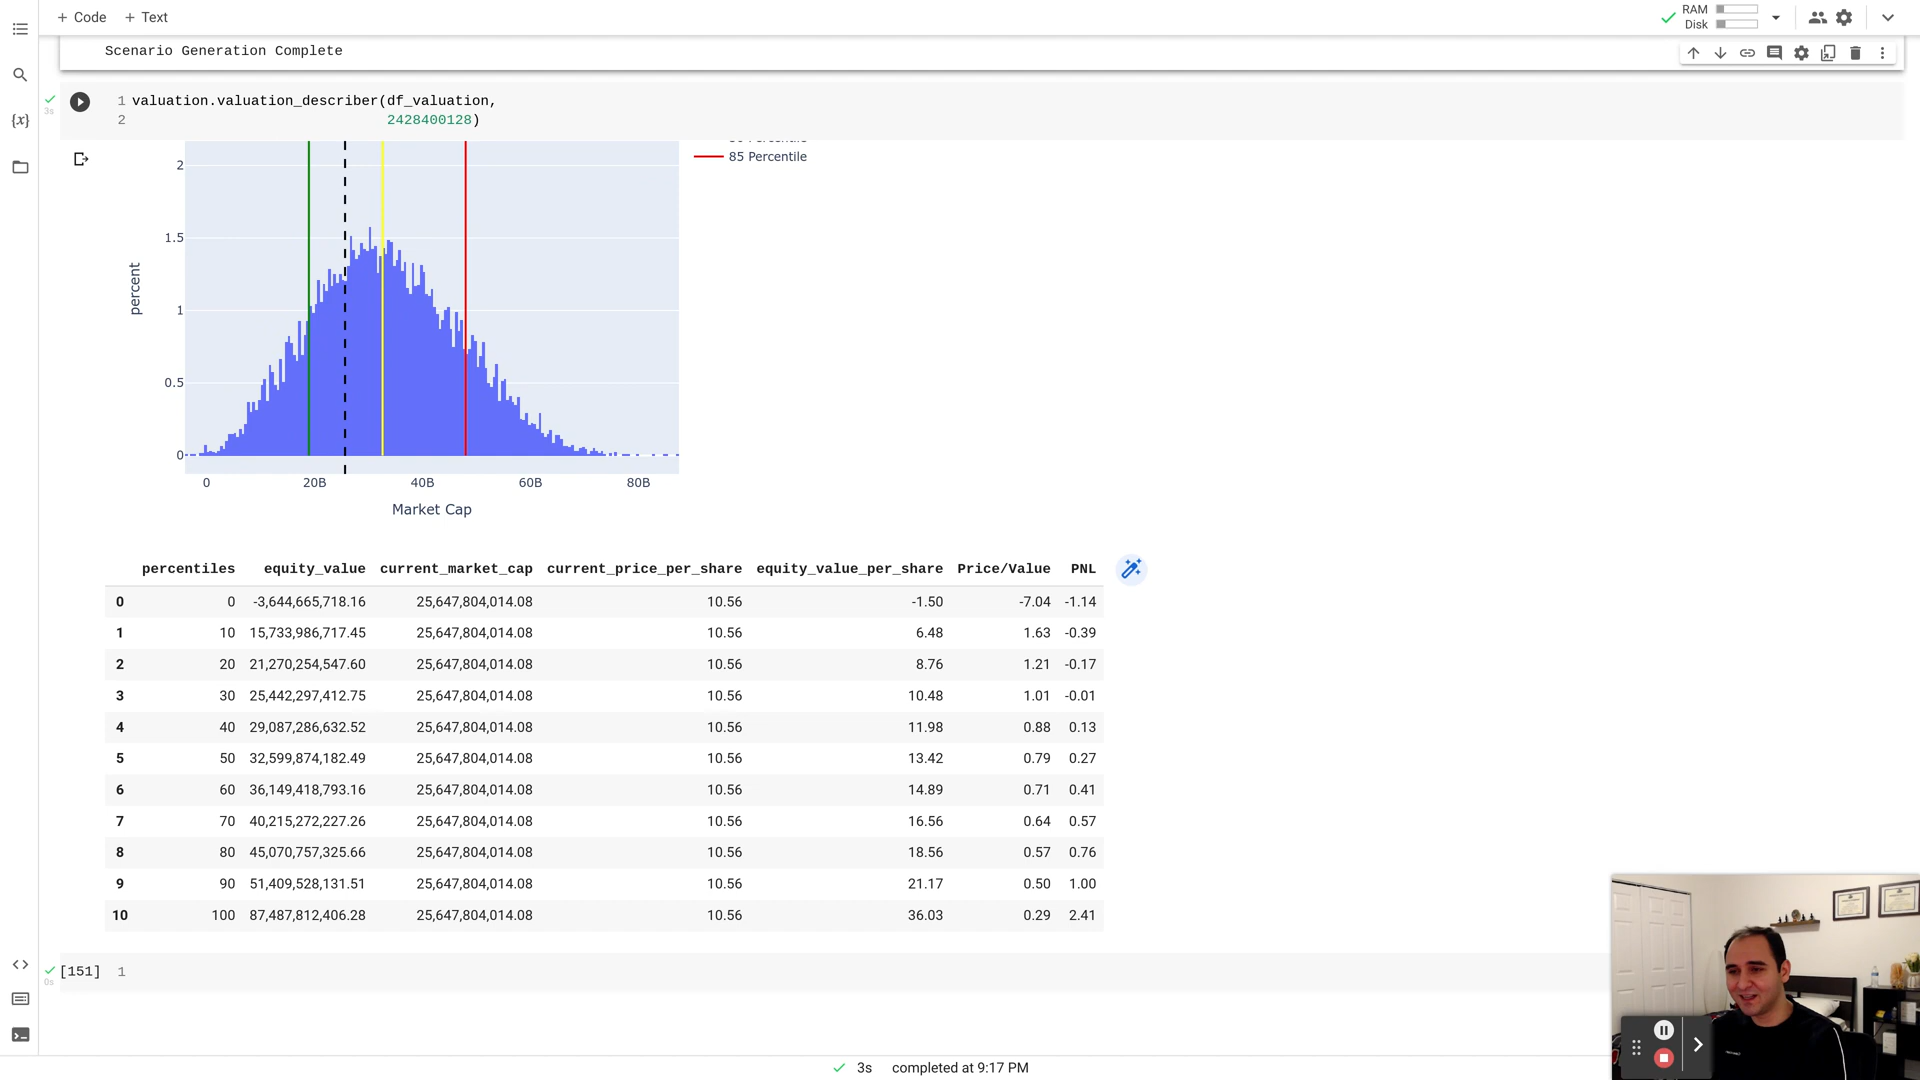 + Code + Text
RAM
Disk
Scenario Generation Complete
3s
1 valuation.valuation_describer(df_valuation,
2 2428400128)
{x}
85 Percentile
2
1.5
1
0.5
0
percent
0 20B 40B 60B 80B
Market Cap
percentiles equity_value current_market_cap current_price_per_share equity_value_per_share Price/Value PNL
0 0 -3,644,665,718.16 25,647,804,014.08 10.56 -1.50 -7.04 -1.14
1 10 15,733,986,717.45 25,647,804,014.08 10.56 6.48 1.63 -0.39
2 20 21,270,254,547.60 25,647,804,014.08 10.56 8.76 1.21 -0.17
3 30 25,442,297,412.75 25,647,804,014.08 10.56 10.48 1.01 -0.01
4 40 29,087,286,632.52 25,647,804,014.08 10.56 11.98 0.88 0.13
5 50 32,599,874,182.49 25,647,804,014.08 10.56 13.42 0.79 0.27
6 60 36,149,418,793.16 25,647,804,014.08 10.56 14.89 0.71 0.41
7 70 40,215,272,227.26 25,647,804,014.08 10.56 16.56 0.64 0.57
8 80 45,070,757,325.66 25,647,804,014.08 10.56 18.56 0.57 0.76
9 90 51,409,528,131.51 25,647,804,014.08 10.56 21.17 0.50 1.00
10 100 87,487,812,406.28 25,647,804,014.08 10.56 36.03 0.29 2.41
[151] 1
0s
3s completed at 9:17 PM